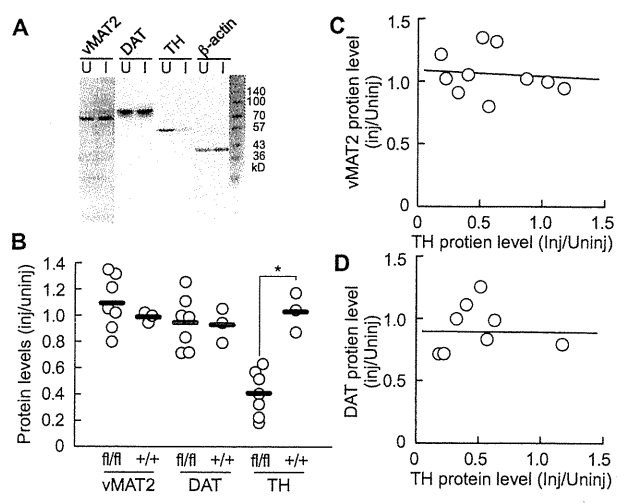 A
vMAT2 DAT TH β-actin
U I U I U I U I
140
100
70
57
43
36
kD
B
Protein levels (inj/uninj)
1.4
1.2
1.0
0.8
0.6
0.4
0.2
0
*
fl/fl +/+ fl/fl +/+ fl/fl +/+
vMAT2 DAT TH
C
vMAT2 protien level
(inj/Uninj)
1.5
1.0
0.5
0
0 0.5 1.0 1.5
TH protien level (Inj/Uninj)
D
DAT protien level
(inj/Uninj)
1.5
1.0
0.5
0
0 0.5 1.0 1.5
TH protein level (Inj/Uninj)